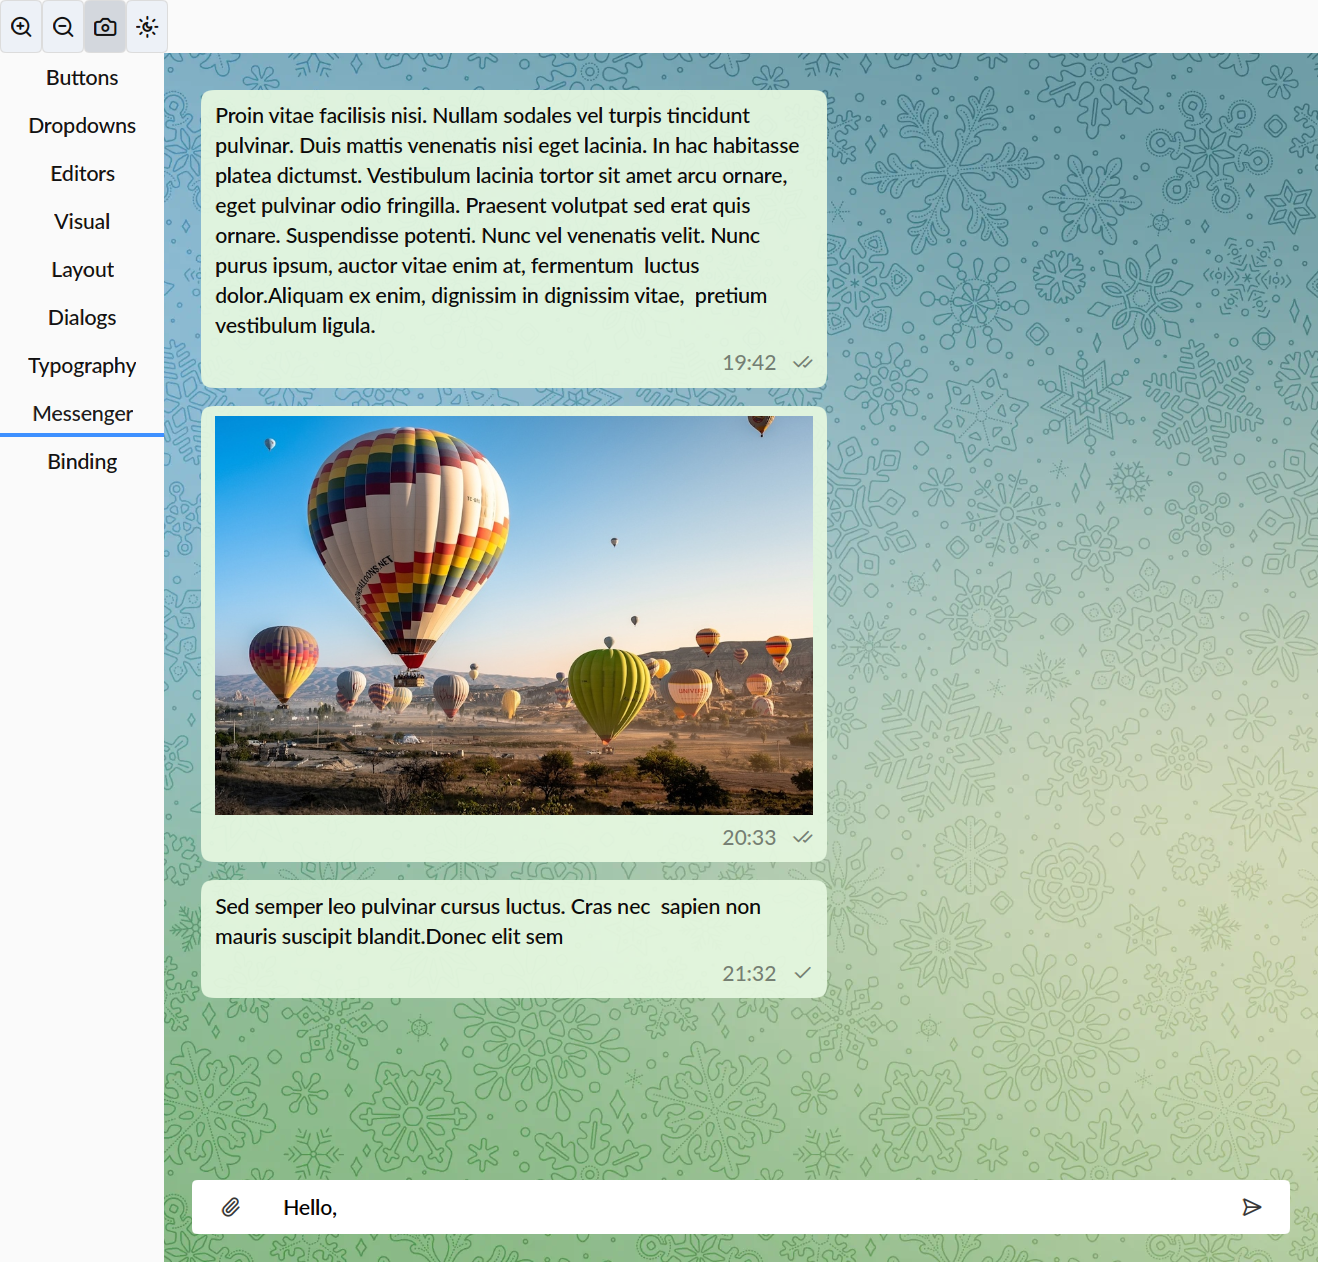 Buttons
Dropdowns
Editors
Visual
Layout
Dialogs
Typography
Messenger
Binding
Proin vitae facilisis nisi. Nullam sodales vel turpis tincidunt
pulvinar. Duis mattis venenatis nisi eget lacinia. In hac habitasse
platea dictumst. Vestibulum lacinia tortor sit amet arcu ornare,
eget pulvinar odio fringilla. Praesent volutpat sed erat quis
ornare. Suspendisse potenti. Nunc vel venenatis velit. Nunc
purus ipsum, auctor vitae enim at, fermentum  luctus
dolor.Aliquam ex enim, dignissim in dignissim vitae,  pretium
vestibulum ligula.
19:42
20:33
Sed semper leo pulvinar cursus luctus. Cras nec  sapien non
mauris suscipit blandit.Donec elit sem
21:32
Hello,